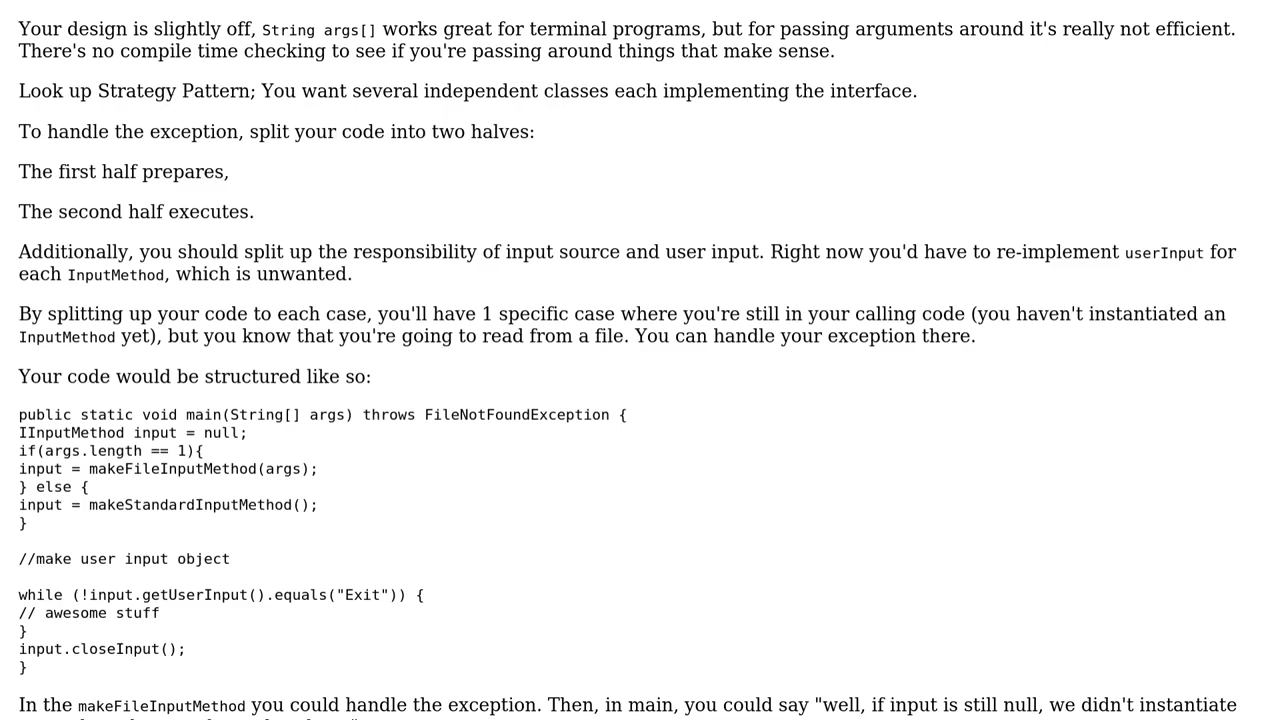 Your design is slightly off, String args[] works great for terminal programs, but for passing arguments around it's really not efficient.
There's no compile time checking to see if you're passing around things that make sense.
Look up Strategy Pattern; You want several independent classes each implementing the interface.
To handle the exception, split your code into two halves:
The first half prepares,
The second half executes.
Additionally, you should split up the responsibility of input source and user input. Right now you'd have to re-implement userInput for
each InputMethod, which is unwanted.
By splitting up your code to each case, you'll have 1 specific case where you're still in your calling code (you haven't instantiated an
InputMethod yet), but you know that you're going to read from a file. You can handle your exception there.
Your code would be structured like so:
public static void main(String[] args) throws FileNotFoundException {
IInputMethod input = null;
if(args.length == 1){
input = makeFileInputMethod(args);
} else {
input = makeStandardInputMethod();
}
//make user input object
while (!input.getUserInput().equals("Exit")) {
// awesome stuff
}
input.closeInput();
}
In the makeFileInputMethod you could handle the exception. Then, in main, you could say "well, if input is still null, we didn't instantiate